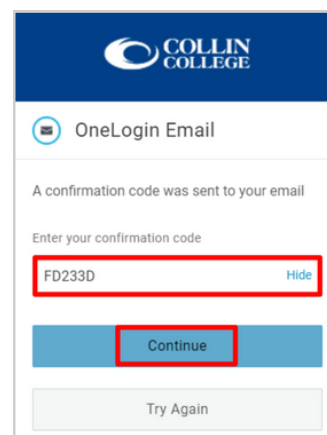 COLLIN
COLLEGE
OneLogin Email
A confirmation code was sent to your email
Enter your confirmation code
FD233D Hide
Continue
Try Again